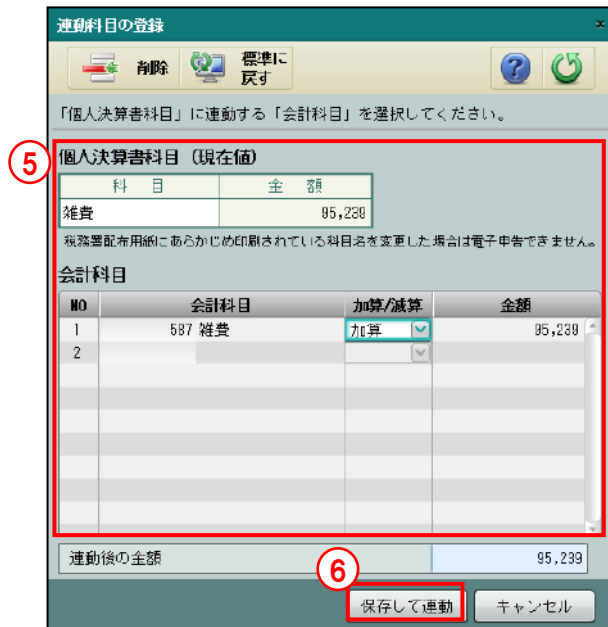 連動科目の登録 ×
削除 標準に
戻す ?
「個人決算書科目」に連動する「会計科目」を選択してください。
⑤ 個人決算書科目（現在値）
科 目 金 額
雑費 95,239
税務署配布用紙にあらかじめ印刷されている科目名を変更した場合は電子申告できません。
会計科目
NO 会計科目 加算/減算 金額
1 587 雑費 加算 95,239
2
連動後の金額 95,239
⑥
保存して連動 キャンセル